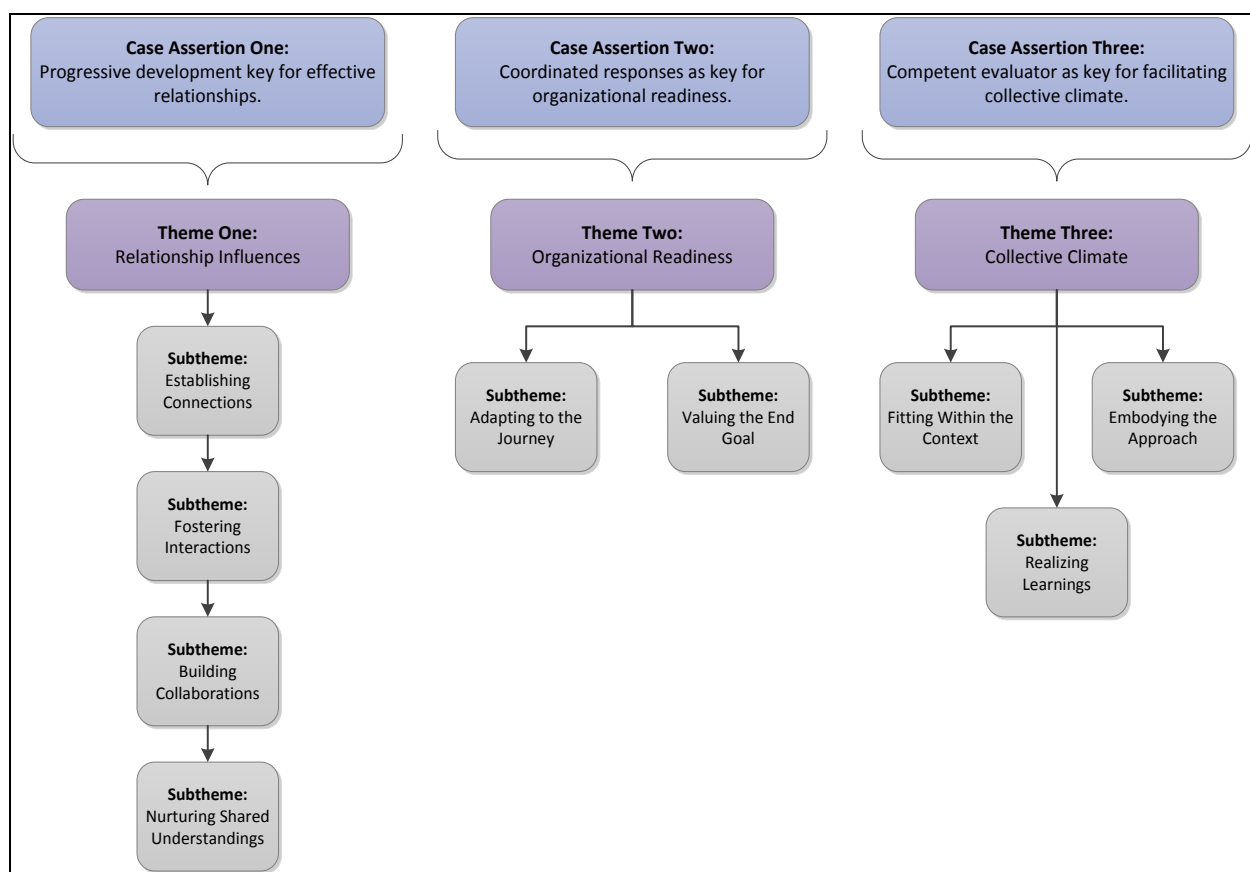 Case Assertion One:
Progressive development key for effective
relationships.
Case Assertion Two:
Coordinated responses as key for
organizational readiness.
Case Assertion Three:
Competent evaluator as key for facilitating
collective climate.
Theme One:
Relationship Influences
Theme Two:
Organizational Readiness
Theme Three:
Collective Climate
Subtheme:
Establishing
Connections
Subtheme:
Fostering
Interactions
Subtheme:
Building
Collaborations
Subtheme:
Nurturing Shared
Understandings
Subtheme:
Adapting to the
Journey
Subtheme:
Valuing the End
Goal
Subtheme:
Fitting Within the
Context
Subtheme:
Embodying the
Approach
Subtheme:
Realizing
Learnings